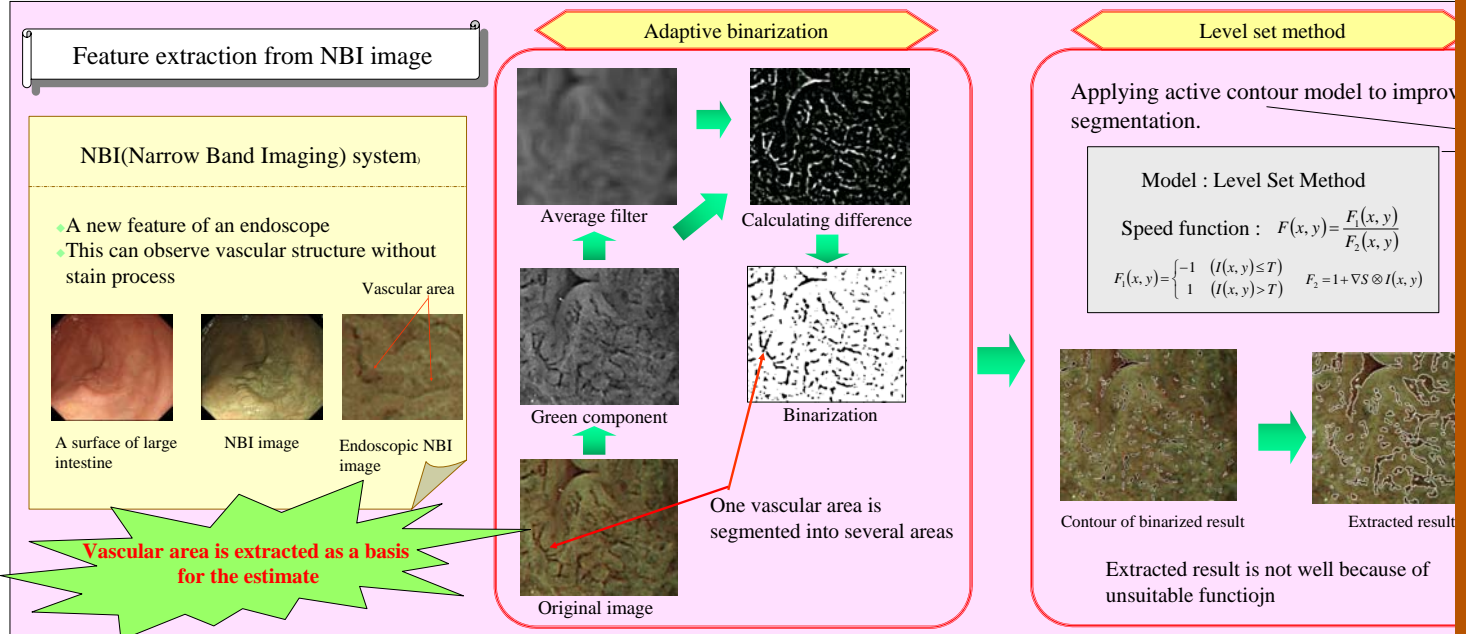 Feature extraction from NBI image
NBI(Narrow Band Imaging) system)
A new feature of an endoscope
This can observe vascular structure without
stain process
Vascular area
A surface of large
intestine
NBI image
Endoscopic NBI
image
Vascular area is extracted as a basis
for the estimate
Adaptive binarization
Average filter
Calculating difference
Green component
Binarization
Original image
One vascular area is
segmented into several areas
Level set method
Applying active contour model to improv
segmentation.
Model : Level Set Method
Speed function : F(x, y) = F₁(x, y) / F₂(x, y)
F₁(x, y) = { −1 (I(x, y) ≤ T)
1 (I(x, y) > T)
F₂ = 1 + ∇S ⊗ I(x, y)
Contour of binarized result
Extracted result
Extracted result is not well because of
unsuitable functiojn